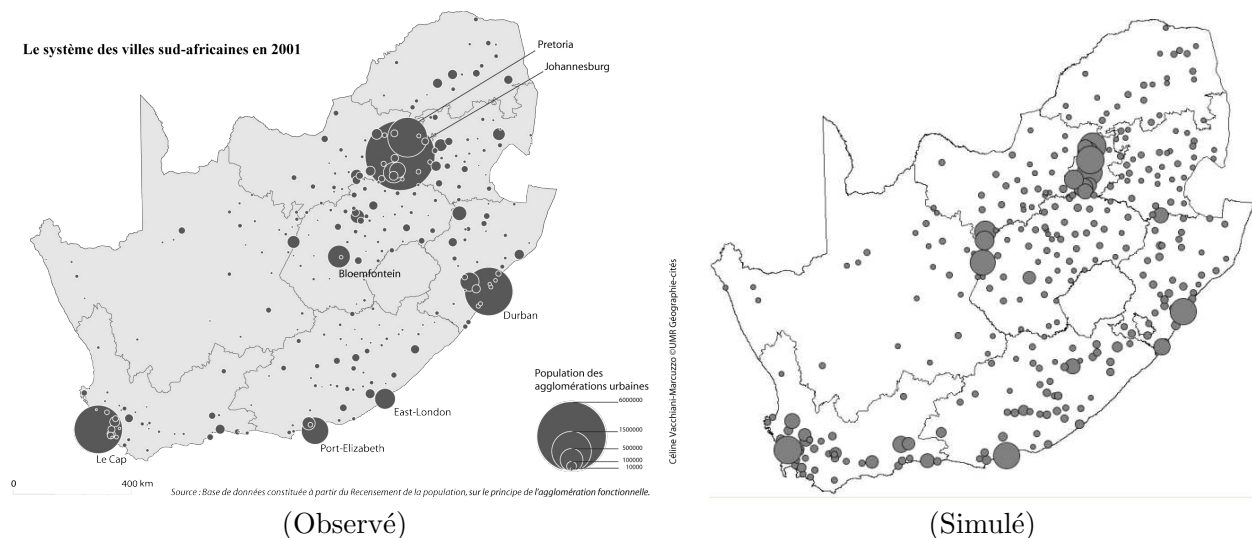 Le système des villes sud-africaines en 2001
Pretoria
Johannesburg
Bloemfontein
Durban
East-London
Port-Elizabeth
Le Cap
Population des
agglomérations urbaines
6000000
1500000
500000
100000
10000
0 400 km
Source : Base de données constituée à partir du Recensement de la population, sur le principe de l'agglomération fonctionnelle.
Céline Vacchiani-Marcuzzo ©UMR Géographie-cités
(Observé)
(Simulé)